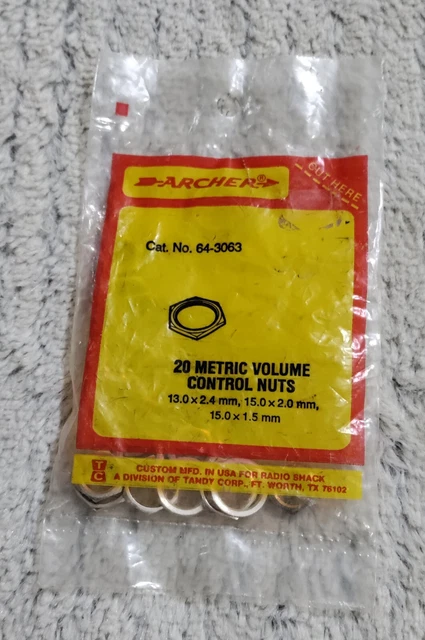 ARCHER®
CUT HERE
Cat. No. 64-3063
20 METRIC VOLUME
CONTROL NUTS
13.0 x 2.4 mm, 15.0 x 2.0 mm,
15.0 x 1.5 mm
TC
CUSTOM MFD. IN USA FOR RADIO SHACK
A DIVISION OF TANDY CORP., FT. WORTH, TX 76102